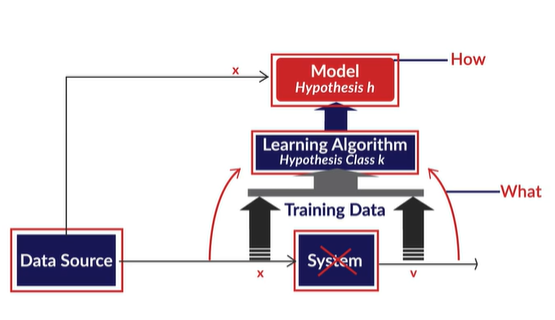 How
x
Model
Hypothesis h
Learning Algorithm
Hypothesis Class k
What
Training Data
Data Source
System
x
v